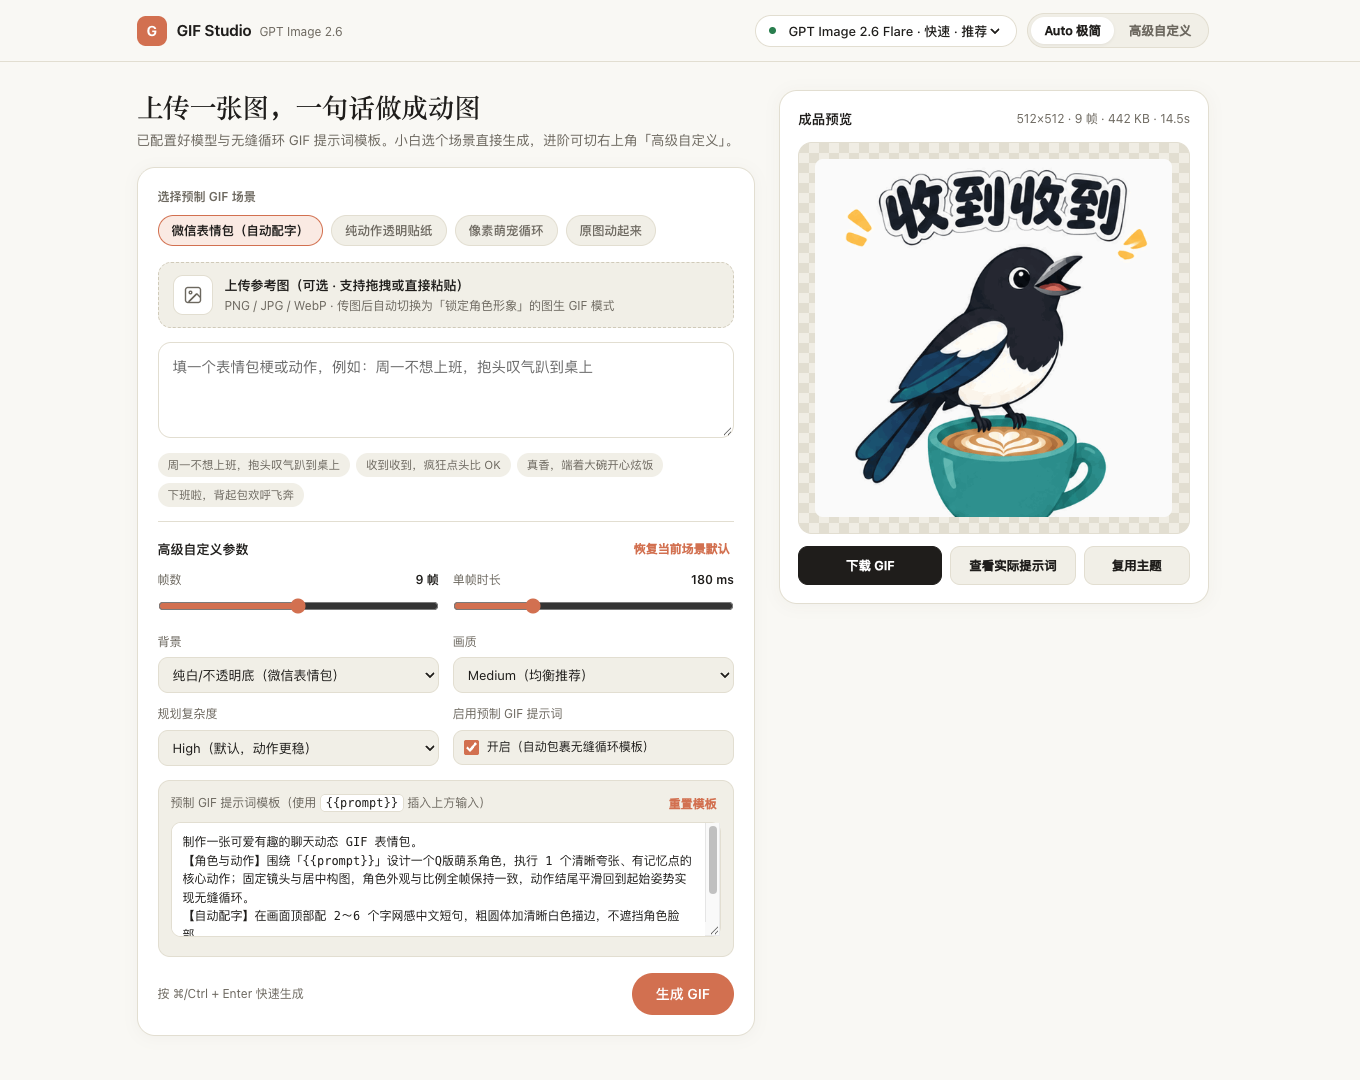 G
GIF Studio
GPT Image 2.6
GPT Image 2.6 Flare · 快速 · 推荐
Auto 极简
高级自定义
上传一张图，一句话做成动图
已配置好模型与无缝循环 GIF 提示词模板。小白选个场景直接生成，进阶可切右上角「高级自定义」。
选择预制 GIF 场景
微信表情包（自动配字）
纯动作透明贴纸
像素萌宠循环
原图动起来
上传参考图（可选 · 支持拖拽或直接粘贴）
PNG / JPG / WebP · 传图后自动切换为「锁定角色形象」的图生 GIF 模式
填一个表情包梗或动作，例如：周一不想上班，抱头叹气趴到桌上
周一不想上班，抱头叹气趴到桌上
收到收到，疯狂点头比 OK
真香，端着大碗开心炫饭
下班啦，背起包欢呼飞奔
高级自定义参数
恢复当前场景默认
帧数
9 帧
单帧时长
180 ms
背景
画质
纯白/不透明底（微信表情包）
Medium（均衡推荐）
规划复杂度
启用预制 GIF 提示词
High（默认，动作更稳）
开启（自动包裹无缝循环模板）
预制 GIF 提示词模板（使用 {{prompt}} 插入上方输入）
重置模板
制作一张可爱有趣的聊天动态 GIF 表情包。
【角色与动作】围绕「{{prompt}}」设计一个Q版萌系角色，执行 1 个清晰夸张、有记忆点的
核心动作；固定镜头与居中构图，角色外观与比例全帧保持一致，动作结尾平滑回到起始姿势实
现无缝循环。
【自动配字】在画面顶部配 2～6 个字网感中文短句，粗圆体加清晰白色描边，不遮挡角色脸
部
按 ⌘/Ctrl + Enter 快速生成
生成 GIF
成品预览
512×512 · 9 帧 · 442 KB · 14.5s
收到收到
下载 GIF
查看实际提示词
复用主题